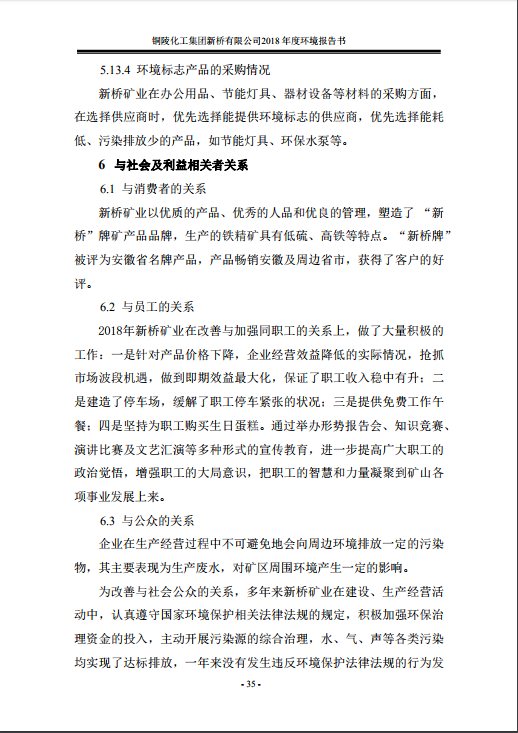 铜陵化工集团新桥有限公司2018 年度环境报告书
5.13.4 环境标志产品的采购情况
新桥矿业在办公用品、节能灯具、器材设备等材料的采购方面，
在选择供应商时，优先选择能提供环境标志的供应商，优先选择能耗
低、污染排放少的产品，如节能灯具、环保水泵等。
6 与社会及利益相关者关系
6.1 与消费者的关系
新桥矿业以优质的产品、优秀的人品和优良的管理，塑造了 “新
桥”牌矿产品品牌，生产的铁精矿具有低硫、高铁等特点。“新桥牌”
被评为安徽省名牌产品，产品畅销安徽及周边省市，获得了客户的好
评。
6.2 与员工的关系
2018年新桥矿业在改善与加强同职工的关系上，做了大量积极的
工作：一是针对产品价格下降，企业经营效益降低的实际情况，抢抓
市场波段机遇，做到即期效益最大化，保证了职工收入稳中有升；二
是建造了停车场，缓解了职工停车紧张的状况；三是提供免费工作午
餐；四是坚持为职工购买生日蛋糕。通过举办形势报告会、知识竞赛、
演讲比赛及文艺汇演等多种形式的宣传教育，进一步提高广大职工的
政治觉悟，增强职工的大局意识，把职工的智慧和力量凝聚到矿山各
项事业发展上来。
6.3 与公众的关系
企业在生产经营过程中不可避免地会向周边环境排放一定的污染
物，其主要表现为生产废水，对矿区周围环境产生一定的影响。
为改善与社会公众的关系，多年来新桥矿业在建设、生产经营活
动中，认真遵守国家环境保护相关法律法规的规定，积极加强环保治
理资金的投入，主动开展污染源的综合治理，水、气、声等各类污染
均实现了达标排放，一年来没有发生违反环境保护法律法规的行为发
- 35 -